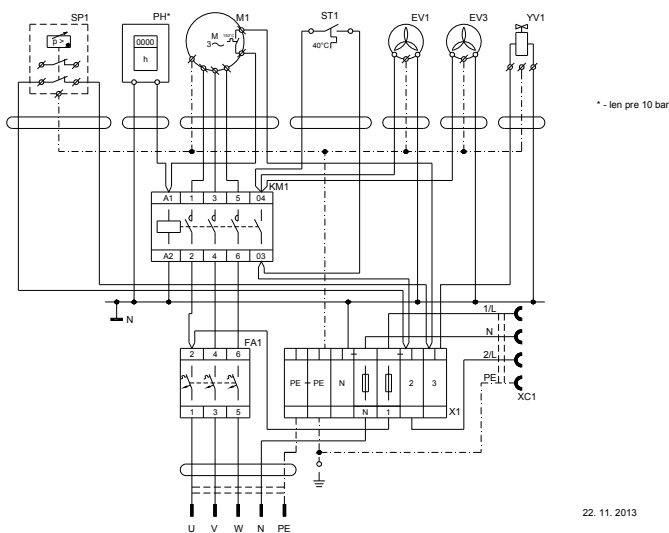 SP1 PH* M1 ST1 EV1 EV3 YV1
p >
0000
h
M
3~
150°C
40°C
* - len pre 10 bar
KM1
A1 1 3 5 04
A2 2 4 6 03
N
1/L
N
2/L
PE
XC1
FA1
2 4 6
1 3 5
PE PE N 2 3
N 1
X1
U V W N PE
22. 11. 2013